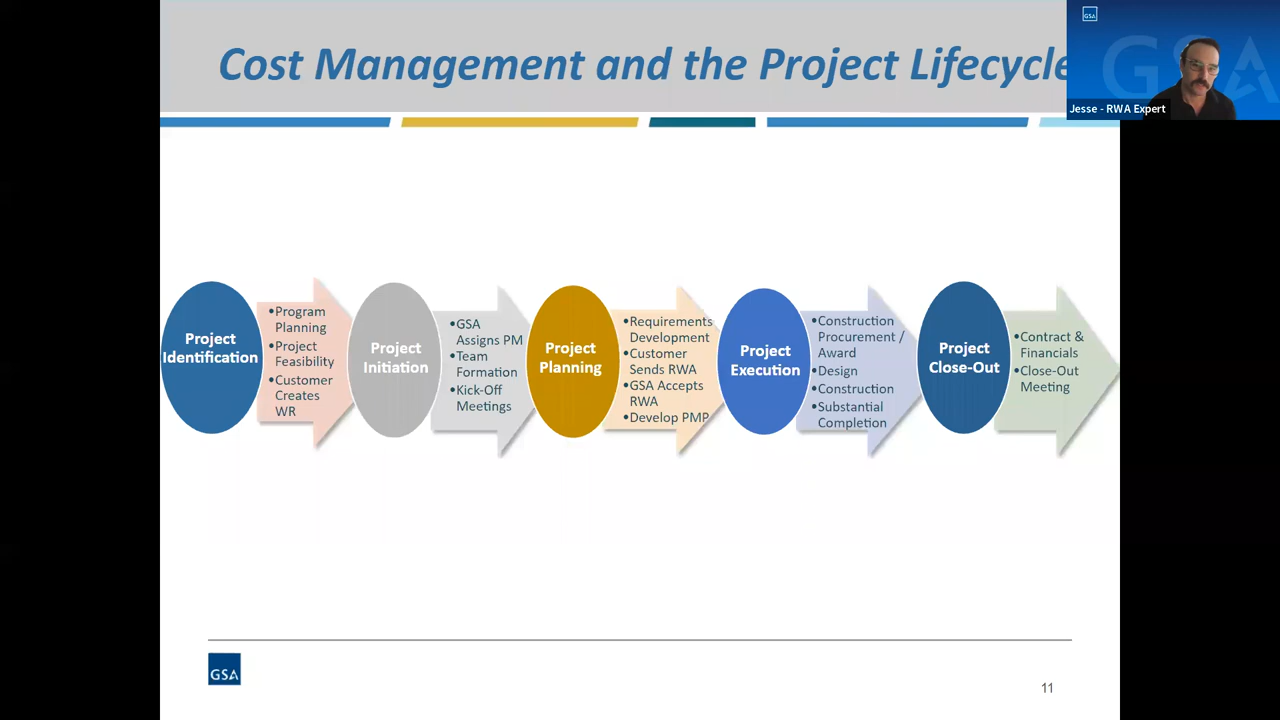 Cost Management and the Project Lifecycle
GSA
GSA
Jesse - RWA Expert
Project
Identification
•Program
Planning
•Project
Feasibility
•Customer
Creates
WR
Project
Initiation
•GSA
Assigns PM
•Team
Formation
•Kick-Off
Meetings
Project
Planning
•Requirements
Development
•Customer
Sends RWA
•GSA Accepts
RWA
•Develop PMP
Project
Execution
•Construction
Procurement /
Award
•Design
•Construction
•Substantial
Completion
Project
Close-Out
•Contract &
Financials
•Close-Out
Meeting
GSA
11